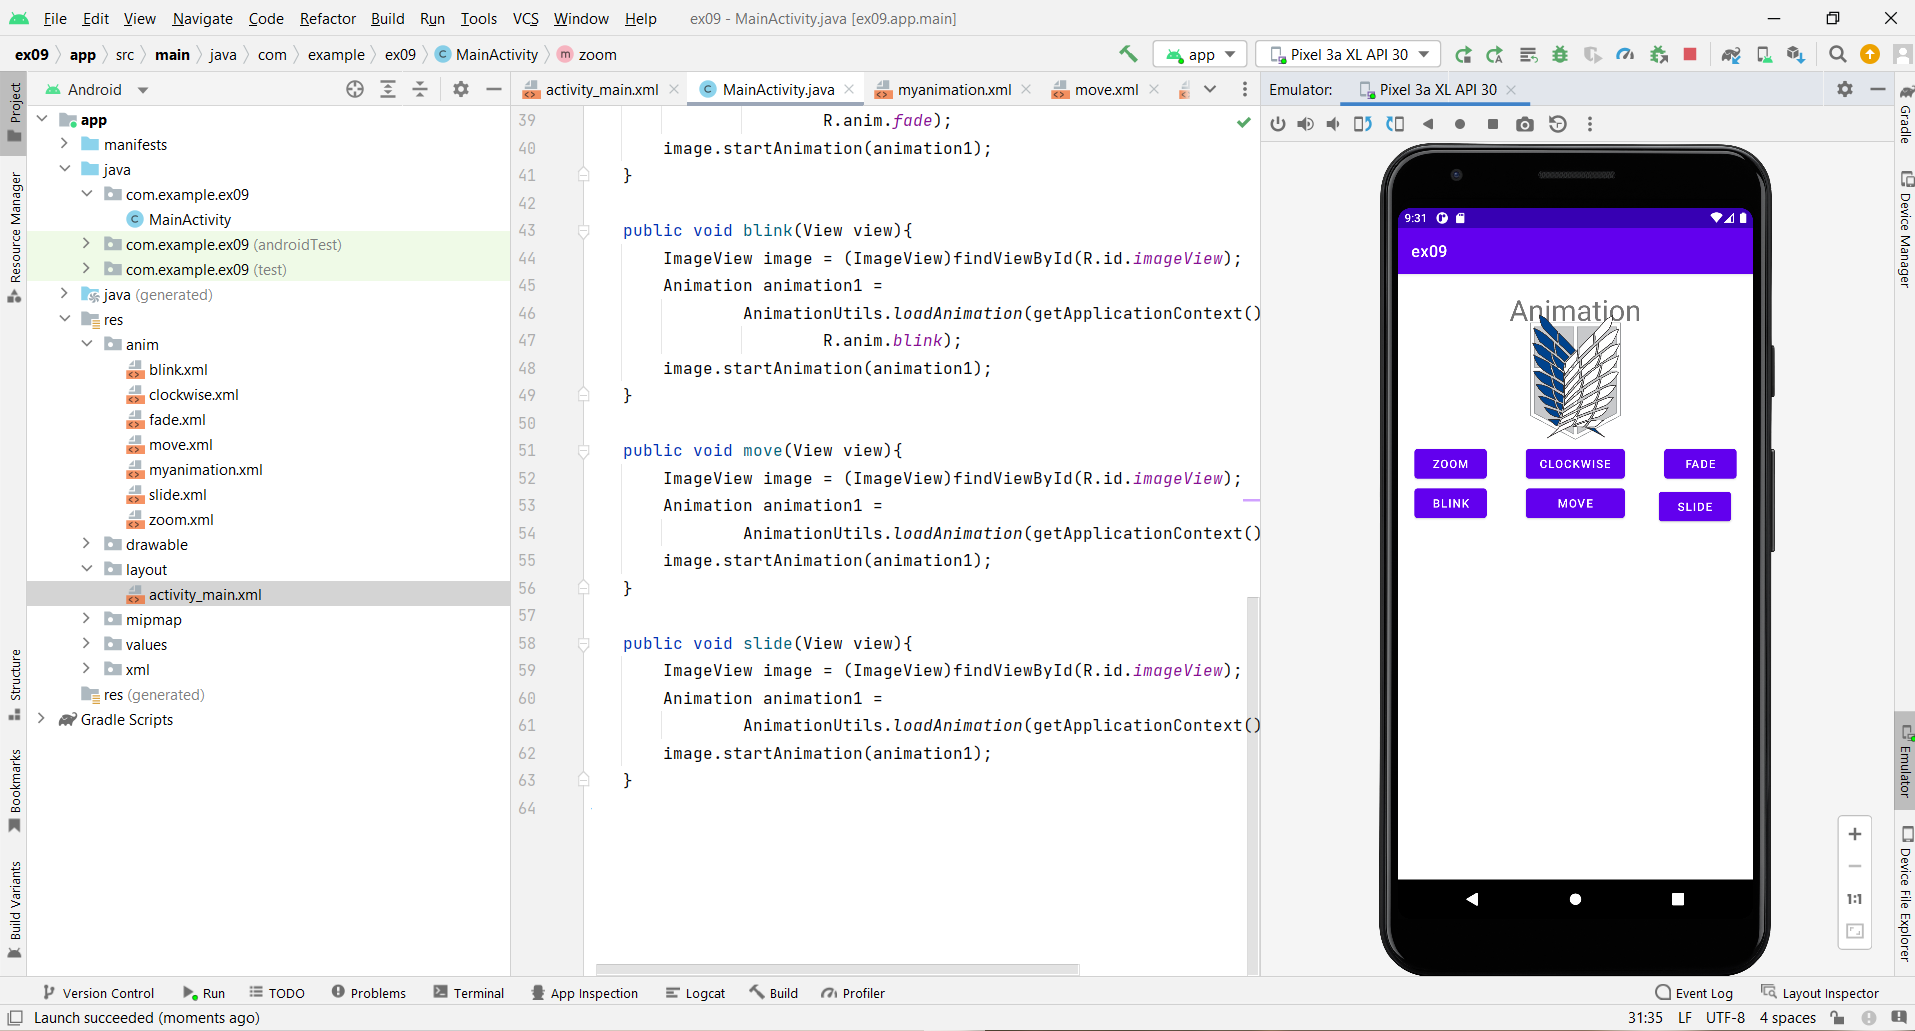 File Edit View Navigate Code Refactor Build Run Tools VCS Window Help ex09 - MainActivity.java [ex09.app.main]
ex09 app src main java com example ex09 C MainActivity m zoom app Pixel 3a XL API 30
Android activity_main.xml C MainActivity.java myanimation.xml move.xml Emulator: Pixel 3a XL API 30
Project
Resource Manager
Structure
Bookmarks
Build Variants
app
manifests
java
com.example.ex09
C MainActivity
com.example.ex09 (androidTest)
com.example.ex09 (test)
java (generated)
res
anim
blink.xml
clockwise.xml
fade.xml
move.xml
myanimation.xml
slide.xml
zoom.xml
drawable
layout
activity_main.xml
mipmap
values
xml
res (generated)
Gradle Scripts
39 R.anim.fade);
40 image.startAnimation(animation1);
41 }
42
43 public void blink(View view){
44 ImageView image = (ImageView)findViewById(R.id.imageView);
45 Animation animation1 =
46 AnimationUtils.loadAnimation(getApplicationContext()
47 R.anim.blink);
48 image.startAnimation(animation1);
49 }
50
51 public void move(View view){
52 ImageView image = (ImageView)findViewById(R.id.imageView);
53 Animation animation1 =
54 AnimationUtils.loadAnimation(getApplicationContext()
55 image.startAnimation(animation1);
56 }
57
58 public void slide(View view){
59 ImageView image = (ImageView)findViewById(R.id.imageView);
60 Animation animation1 =
61 AnimationUtils.loadAnimation(getApplicationContext()
62 image.startAnimation(animation1);
63 }
64
9:31
ex09
Animation
ZOOM CLOCKWISE FADE
BLINK MOVE SLIDE
1:1
Gradle
Device Manager
Emulator
Device File Explorer
Version Control Run TODO Problems Terminal App Inspection Logcat Build Profiler Event Log Layout Inspector
Launch succeeded (moments ago) 31:35 LF UTF-8 4 spaces